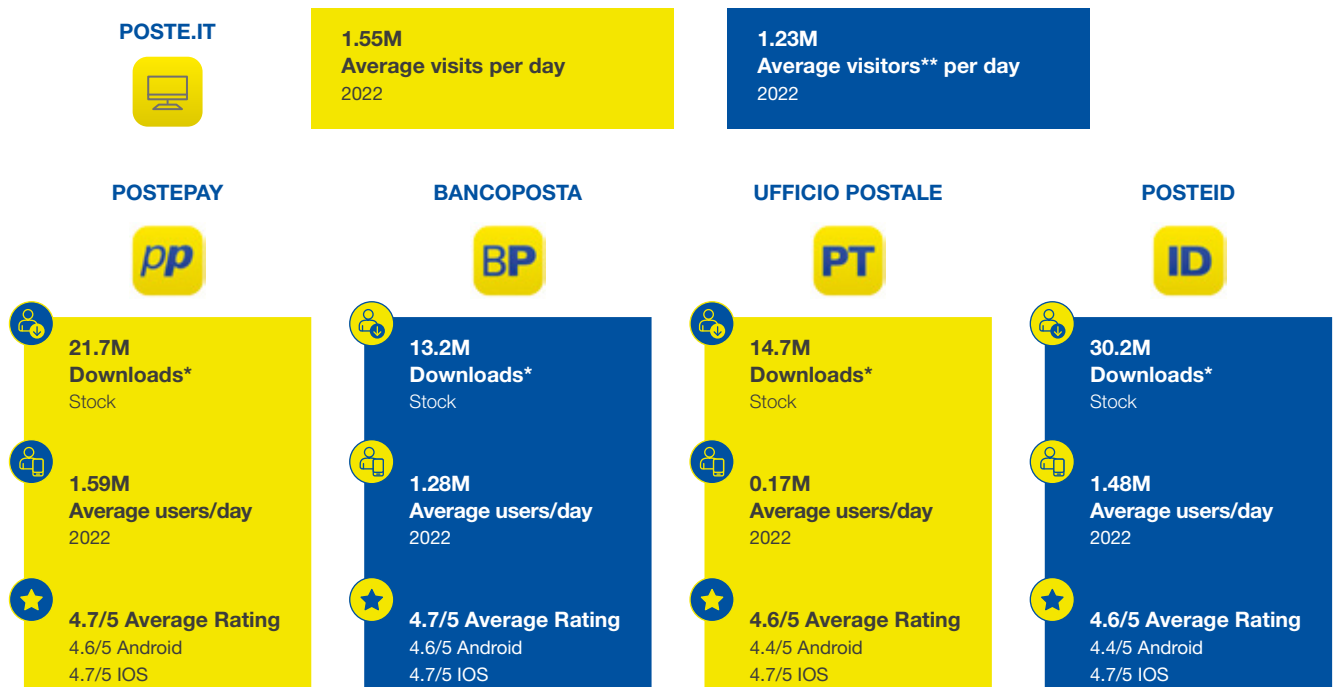 POSTE.IT
1.55M
Average visits per day
2022
1.23M
Average visitors** per day
2022
POSTEPAY
pp
21.7M
Downloads*
Stock
1.59M
Average users/day
2022
4.7/5 Average Rating
4.6/5 Android
4.7/5 IOS
BANCOPOSTA
BP
13.2M
Downloads*
Stock
1.28M
Average users/day
2022
4.7/5 Average Rating
4.6/5 Android
4.7/5 IOS
UFFICIO POSTALE
PT
14.7M
Downloads*
Stock
0.17M
Average users/day
2022
4.6/5 Average Rating
4.4/5 Android
4.7/5 IOS
POSTEID
ID
30.2M
Downloads*
Stock
1.48M
Average users/day
2022
4.6/5 Average Rating
4.4/5 Android
4.7/5 IOS